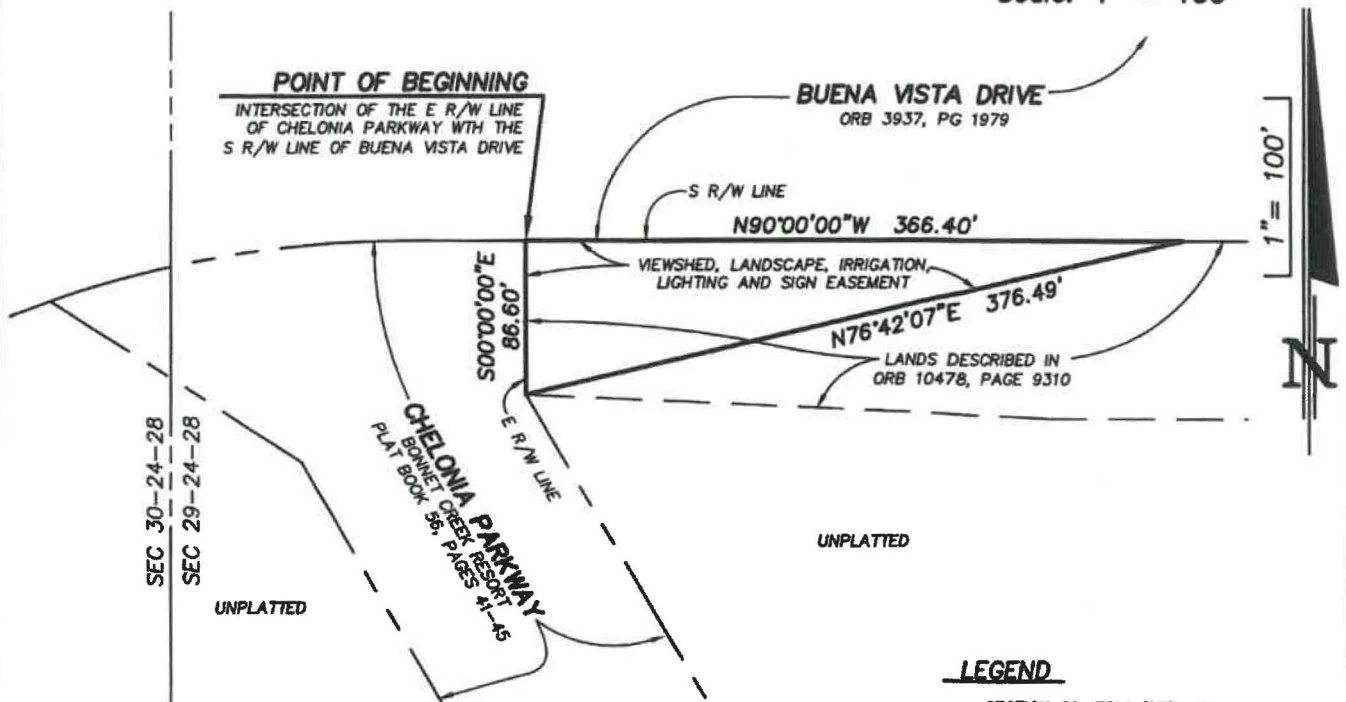 POINT OF BEGINNING
INTERSECTION OF THE E R/W LINE
OF CHELONIA PARKWAY WTH THE
S R/W LINE OF BUENA VISTA DRIVE
BUENA VISTA DRIVE
ORB 3937, PG 1979
1"= 100'
S R/W LINE
N90°00'00"W 366.40'
VIEWSHED, LANDSCAPE, IRRIGATION,
LIGHTING AND SIGN EASEMENT
S00°00'00"E
86.60'
N76°42'07"E 376.49'
LANDS DESCRIBED IN
ORB 10478, PAGE 9310
N
E R/W LINE
CHELONIA PARKWAY
BONNET CREEK RESORT
PLAT BOOK 56, PAGES 41-45
SEC 30-24-28
SEC 29-24-28
UNPLATTED
UNPLATTED
LEGEND